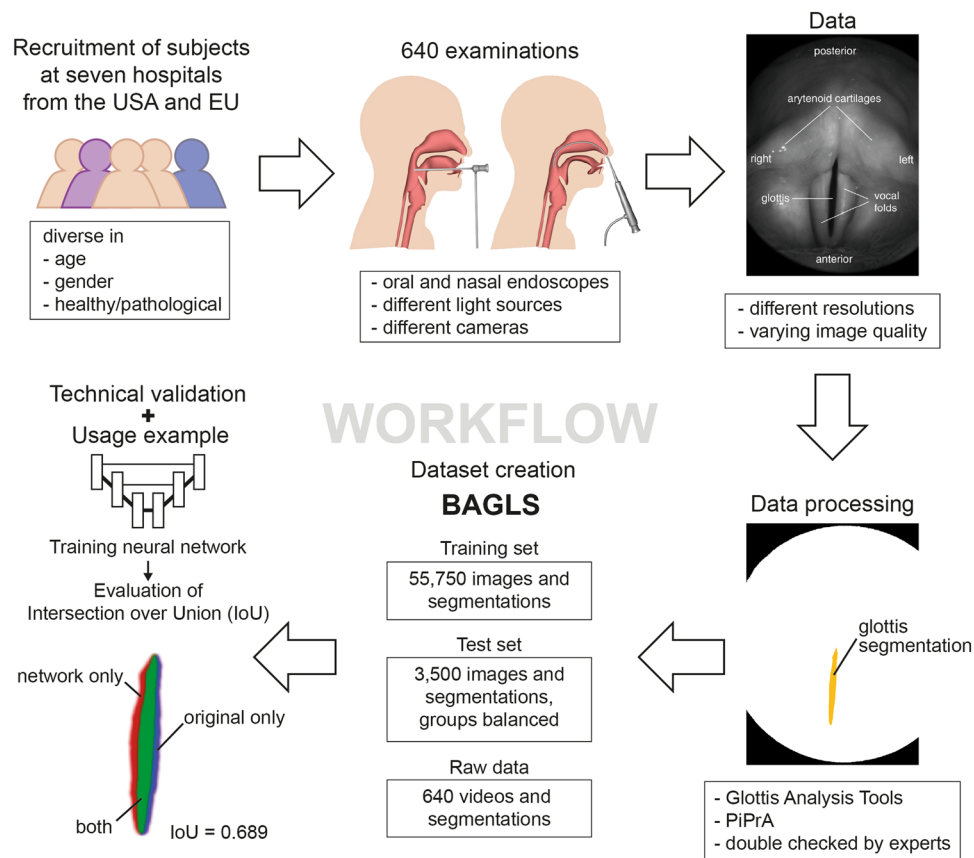 Recruitment of subjects
at seven hospitals
from the USA and EU
diverse in
- age
- gender
- healthy/pathological
640 examinations
- oral and nasal endoscopes
- different light sources
- different cameras
Data
posterior
arytenoid cartilages
right
left
glottis
vocal
folds
anterior
- different resolutions
- varying image quality
WORKFLOW
Data processing
glottis
segmentation
- Glottis Analysis Tools
- PiPrA
- double checked by experts
Dataset creation
BAGLS
Training set
55,750 images and
segmentations
Test set
3,500 images and
segmentations,
groups balanced
Raw data
640 videos and
segmentations
Technical validation
+
Usage example
Training neural network
Evaluation of
Intersection over Union (IoU)
network only
original only
both
IoU = 0.689